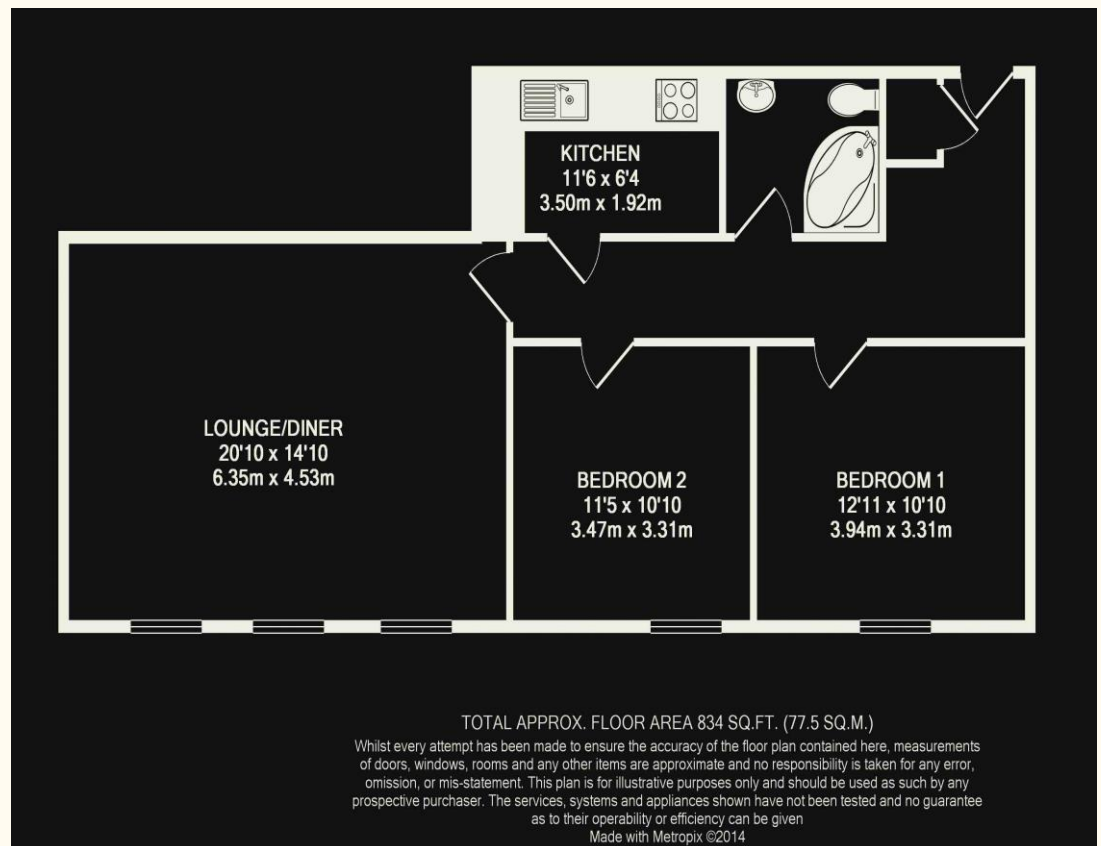 KITCHEN
11'6 x 6'4
3.50m x 1.92m
LOUNGE/DINER
20'10 x 14'10
6.35m x 4.53m
BEDROOM 2
11'5 x 10'10
3.47m x 3.31m
BEDROOM 1
12'11 x 10'10
3.94m x 3.31m
TOTAL APPROX. FLOOR AREA 834 SQ.FT. (77.5 SQ.M.)
Whilst every attempt has been made to ensure the accuracy of the floor plan contained here, measurements
of doors, windows, rooms and any other items are approximate and no responsibility is taken for any error,
omission, or mis-statement. This plan is for illustrative purposes only and should be used as such by any
prospective purchaser. The services, systems and appliances shown have not been tested and no guarantee
as to their operability or efficiency can be given
Made with Metropix ©2014